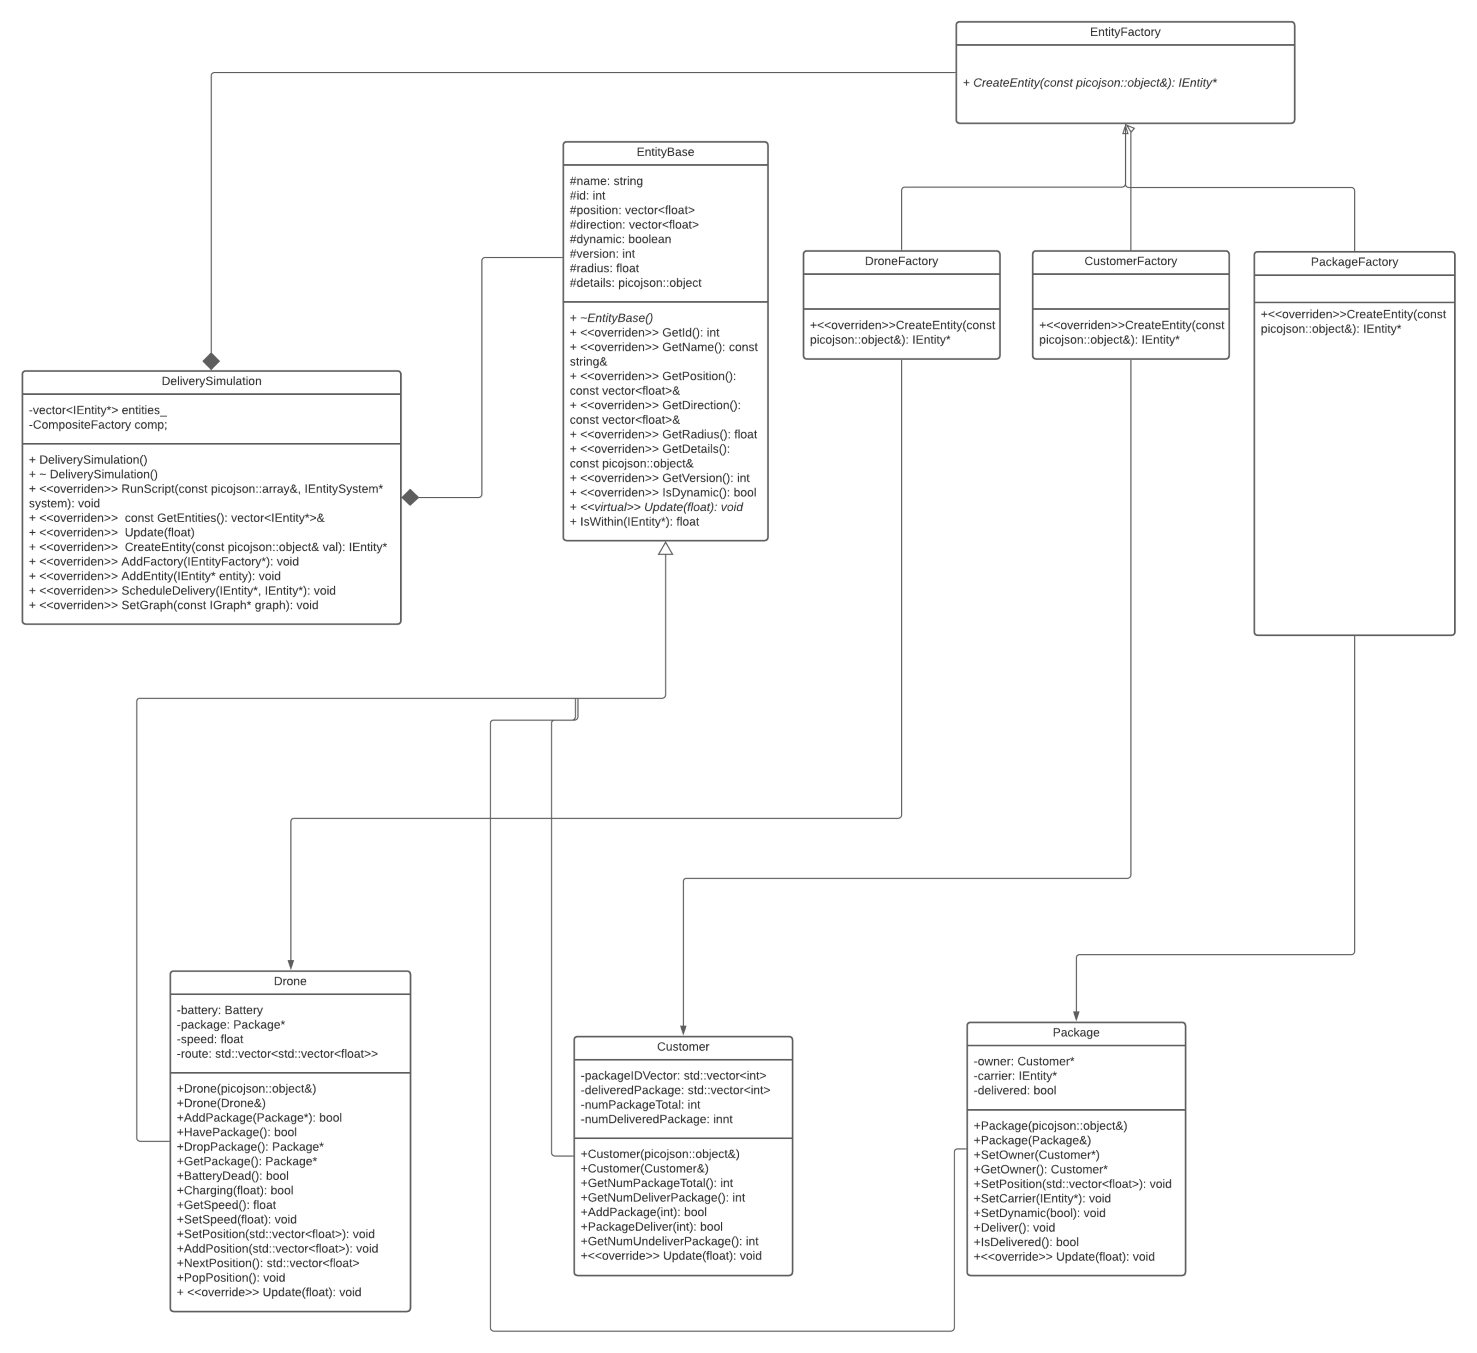 EntityFactory
+ CreateEntity(const picojson::object&): IEntity*
EntityBase
#name: string
#id: int
#position: vector<float>
#direction: vector<float>
#dynamic: boolean
#version: int
#radius: float
#details: picojson::object
+ ~EntityBase()
+ <<overriden>> GetId(): int
+ <<overriden>> GetName(): const
string&
+ <<overriden>> GetPosition():
const vector<float>&
+ <<overriden>> GetDirection():
const vector<float>&
+ <<overriden>> GetRadius(): float
+ <<overriden>> GetDetails():
const picojson::object&
+ <<overriden>> GetVersion(): int
+ <<overriden>> IsDynamic(): bool
+ <<virtual>> Update(float): void
+ IsWithin(IEntity*): float
DroneFactory
+<<overriden>>CreateEntity(const
picojson::object&): IEntity*
CustomerFactory
+<<overriden>>CreateEntity(const
picojson::object&): IEntity*
PackageFactory
+<<overriden>>CreateEntity(const
picojson::object&): IEntity*
DeliverySimulation
-vector<IEntity*> entities_
-CompositeFactory comp;
+ DeliverySimulation()
+ ~ DeliverySimulation()
+ <<overriden>> RunScript(const picojson::array&, IEntitySystem*
system): void
+ <<overriden>>  const GetEntities(): vector<IEntity*>&
+ <<overriden>>  Update(float)
+ <<overriden>>  CreateEntity(const picojson::object& val): IEntity*
+ <<overriden>> AddFactory(IEntityFactory*): void
+ <<overriden>> AddEntity(IEntity* entity): void
+ <<overriden>> ScheduleDelivery(IEntity*, IEntity*): void
+ <<overriden>> SetGraph(const IGraph* graph): void
Drone
-battery: Battery
-package: Package*
-speed: float
-route: std::vector<std::vector<float>>
+Drone(picojson::object&)
+Drone(Drone&)
+AddPackage(Package*): bool
+HavePackage(): bool
+DropPackage(): Package*
+GetPackage(): Package*
+BatteryDead(): bool
+Charging(float): bool
+GetSpeed(): float
+SetSpeed(float): void
+SetPosition(std::vector<float>): void
+AddPosition(std::vector<float>): void
+NextPosition(): std::vector<float>
+PopPosition(): void
+ <<override>> Update(float): void
Customer
-packageIDVector: std::vector<int>
-deliveredPackage: std::vector<int>
-numPackageTotal: int
-numDeliveredPackage: innt
+Customer(picojson::object&)
+Customer(Customer&)
+GetNumPackageTotal(): int
+GetNumDeliverPackage(): int
+AddPackage(int): bool
+PackageDeliver(int): bool
+GetNumUndeliverPackage(): int
+<<override>> Update(float): void
Package
-owner: Customer*
-carrier: IEntity*
-delivered: bool
+Package(picojson::object&)
+Package(Package&)
+SetOwner(Customer*)
+GetOwner(): Customer*
+SetPosition(std::vector<float>): void
+SetCarrier(IEntity*): void
+SetDynamic(bool): void
+Deliver(): void
+IsDelivered(): bool
+<<override>> Update(float): void